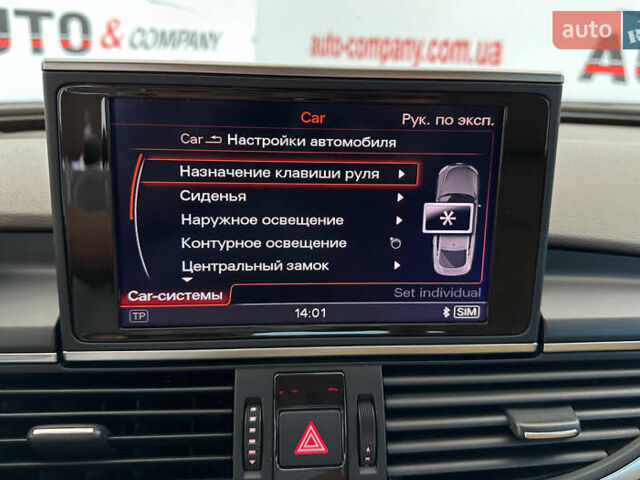 AUTO & COMPANY
auto-company.com.ua
auto
Car
Рук. по эксп.
Car Настройки автомобиля
Назначение клавиши руля
Сиденья
Наружное освещение
Контурное освещение
Центральный замок
Car-системы
Set individual
TP
14:01
SIM